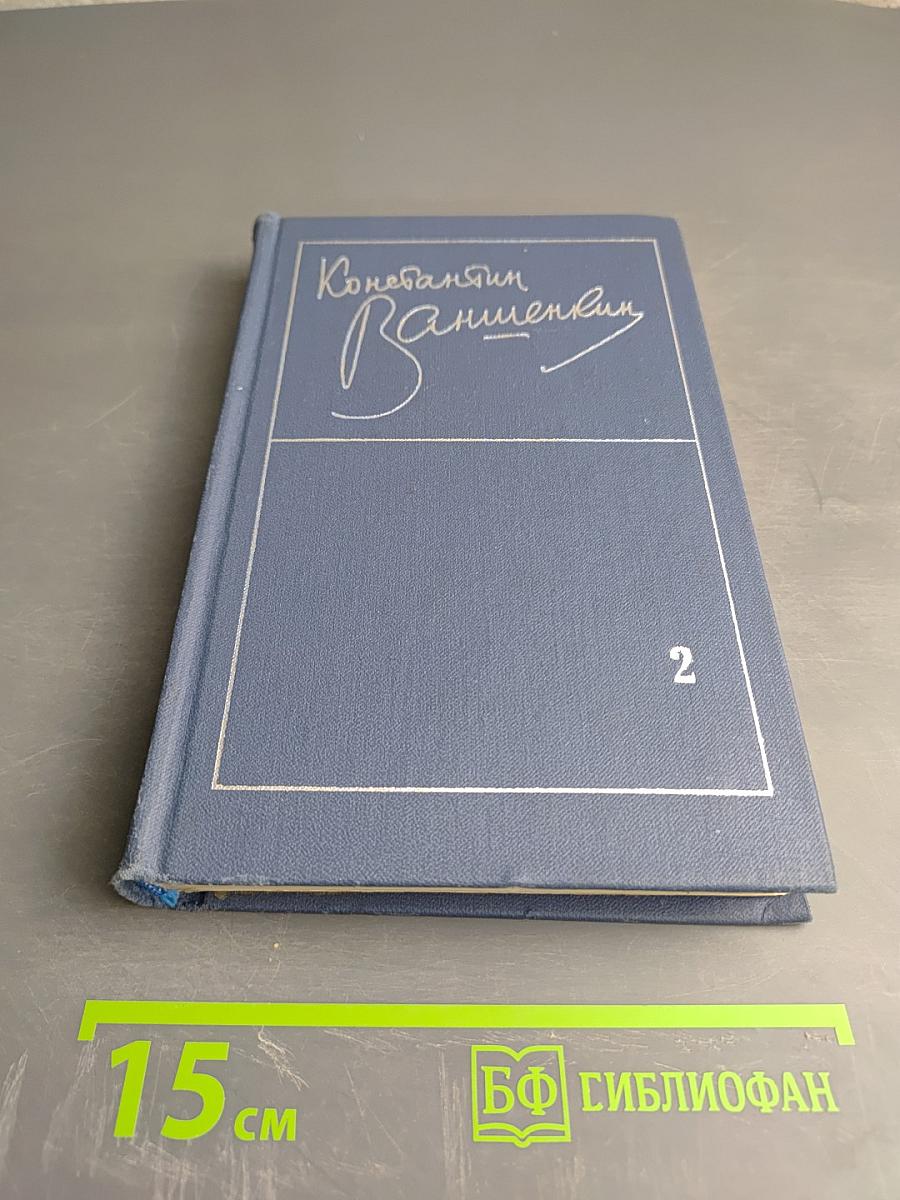 Константин
Ваншенкин
2
15 см
БФ БИБЛИОФАН